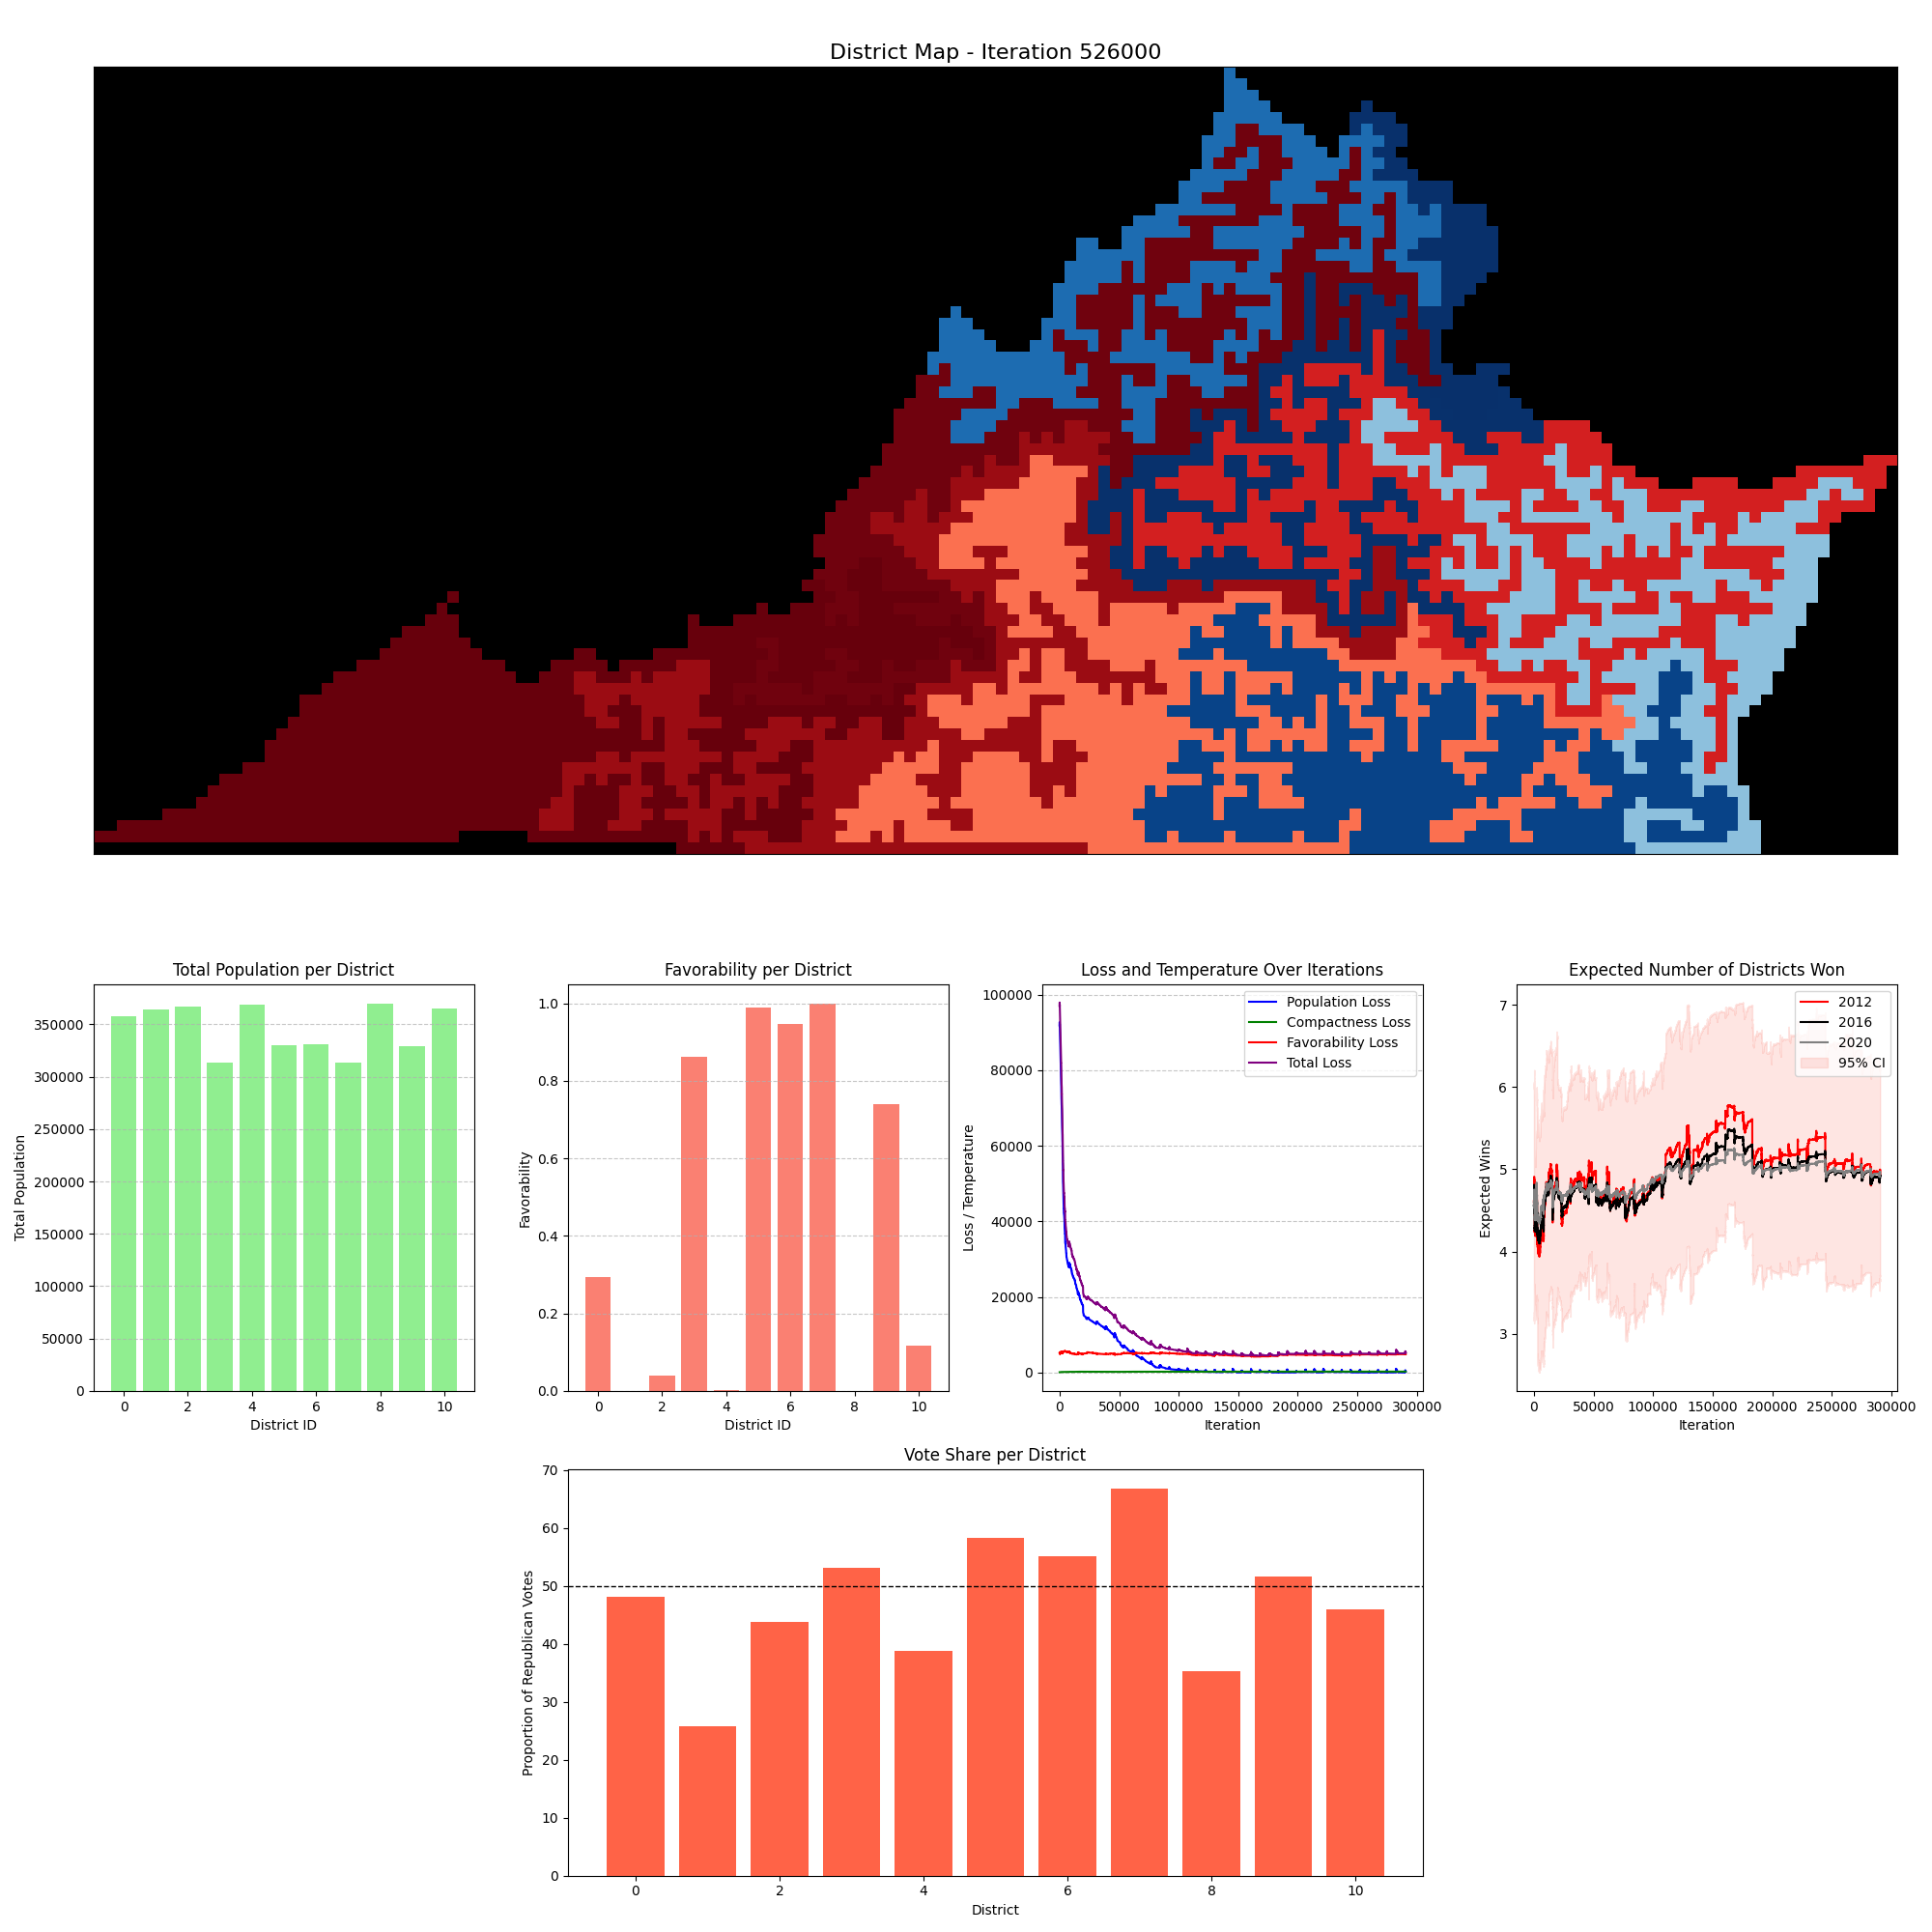 District Map - Iteration 526000
Total Population per District
Total Population
350000
300000
250000
200000
150000
100000
50000
0
0 2 4 6 8 10
District ID
Favorability per District
Favorability
1.0
0.8
0.6
0.4
0.2
0.0
0 2 4 6 8 10
District ID
Loss and Temperature Over Iterations
Loss / Temperature
100000
80000
60000
40000
20000
0
Population Loss
Compactness Loss
Favorability Loss
Total Loss
0 50000 100000 150000 200000 250000 300000
Iteration
Expected Number of Districts Won
Expected Wins
7
6
5
4
3
2012
2016
2020
95% CI
0 50000 100000 150000 200000 250000 300000
Iteration
Vote Share per District
Proportion of Republican Votes
70
60
50
40
30
20
10
0
0 2 4 6 8 10
District